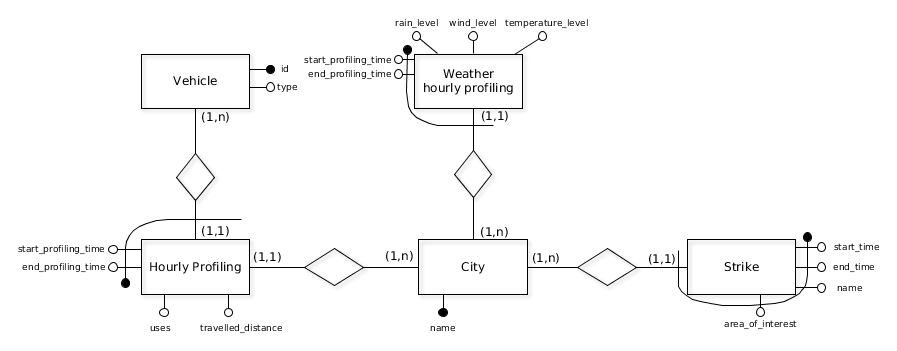 rain_level wind_level temperature_level
start_profiling_time
end_profiling_time
Weather
hourly profiling
(1,1)
Vehicle
id
type
(1,n)
(1,1)
start_profiling_time
end_profiling_time
Hourly Profiling
uses
travelled_distance
(1,1)
(1,n)
(1,n)
City
name
(1,n)
(1,1)
Strike
start_time
end_time
name
area_of_interest